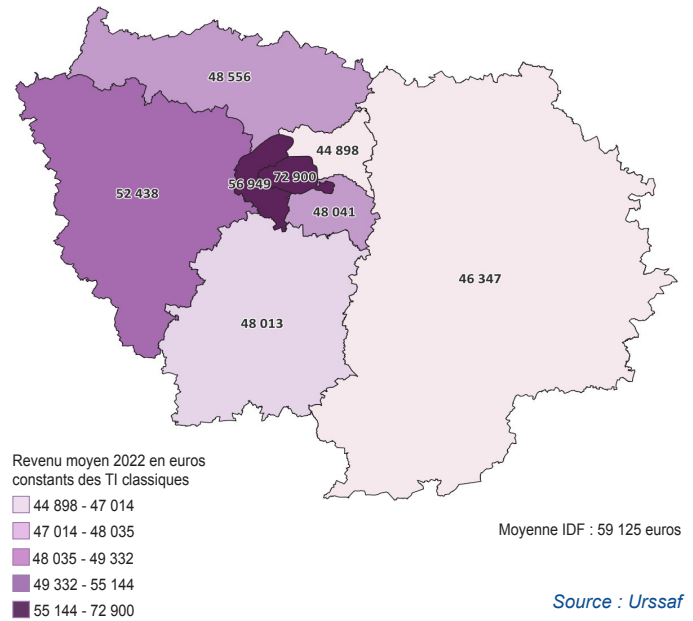 48 556
44 898
72 900
56 949
52 438
48 041
46 347
48 013
Revenu moyen 2022 en euros
constants des TI classiques
44 898 - 47 014
47 014 - 48 035
48 035 - 49 332
49 332 - 55 144
55 144 - 72 900
Moyenne IDF : 59 125 euros
Source : Urssaf